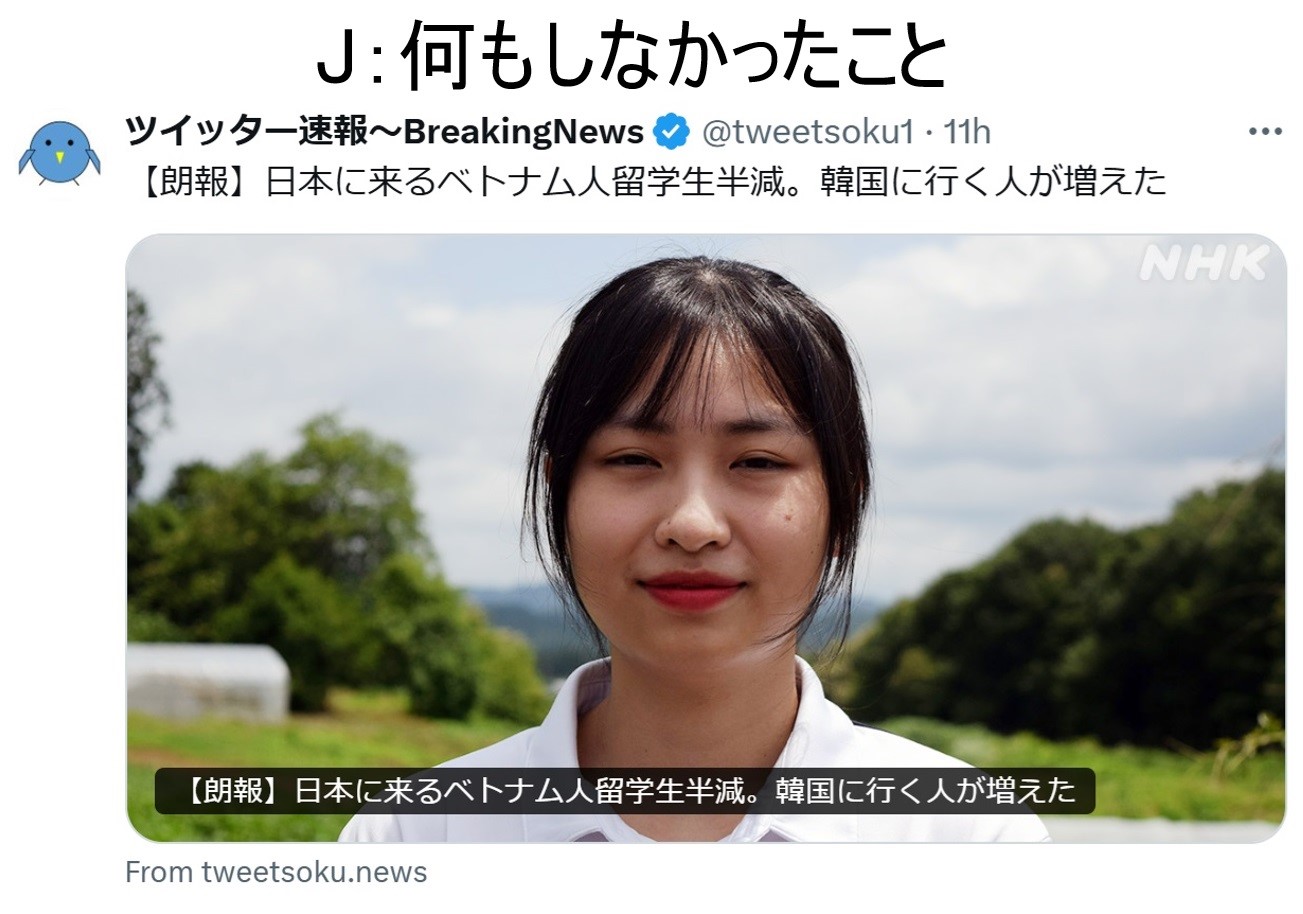 J：何もしなかったこと
ツイッター速報〜BreakingNews @tweetsoku1 · 11h
【朗報】日本に来るベトナム人留学生半減。韓国に行く人が増えた
NHK
【朗報】日本に来るベトナム人留学生半減。韓国に行く人が増えた
From tweetsoku.news